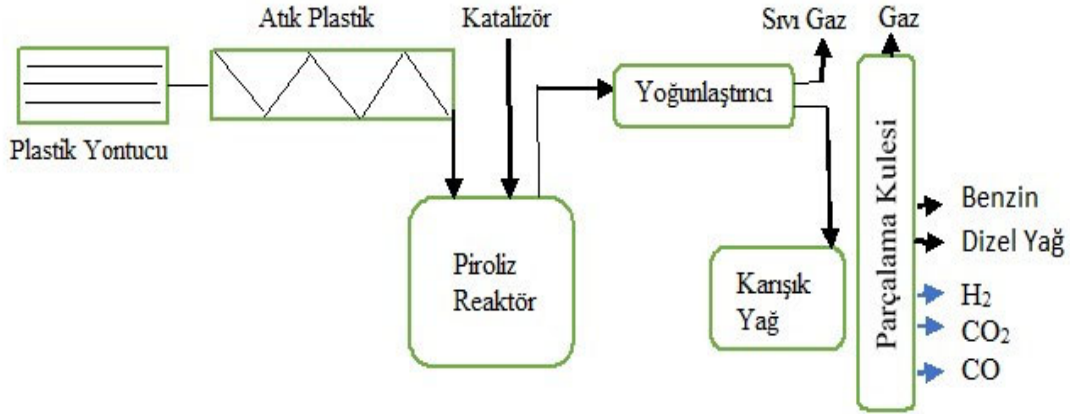 Atık Plastik
Katalizör
Sıvı Gaz
Gaz
Yoğunlaştırıcı
Plastik Yontucu
Piroliz
Reaktör
Karışık
Yağ
Parçalama Kulesi
Benzin
Dizel Yağ
H₂
CO₂
CO